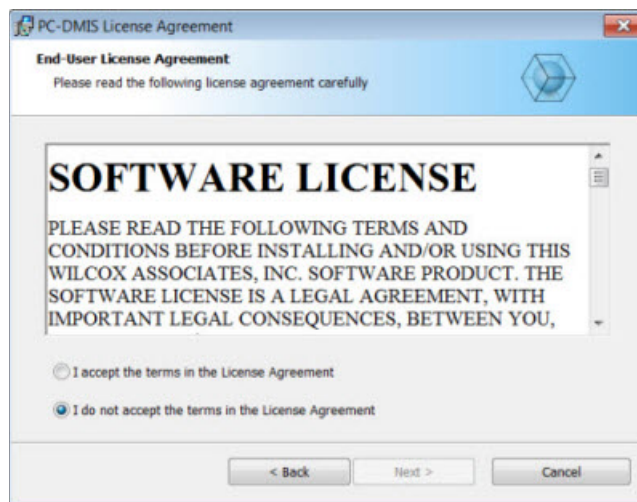 PC-DMIS License Agreement
End-User License Agreement
Please read the following license agreement carefully
SOFTWARE LICENSE
PLEASE READ THE FOLLOWING TERMS AND
CONDITIONS BEFORE INSTALLING AND/OR USING THIS
WILCOX ASSOCIATES, INC. SOFTWARE PRODUCT. THE
SOFTWARE LICENSE IS A LEGAL AGREEMENT, WITH
IMPORTANT LEGAL CONSEQUENCES, BETWEEN YOU,
I accept the terms in the License Agreement
I do not accept the terms in the License Agreement
< Back
Next >
Cancel